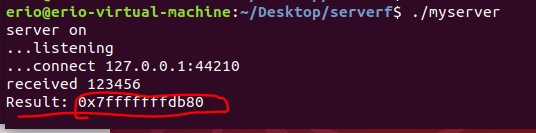 erio@erio-virtual-machine:~/Desktop/serverf$ ./myserver
server on
...listening
...connect 127.0.0.1:44210
received 123456
Result: 0x7fffffffdb80